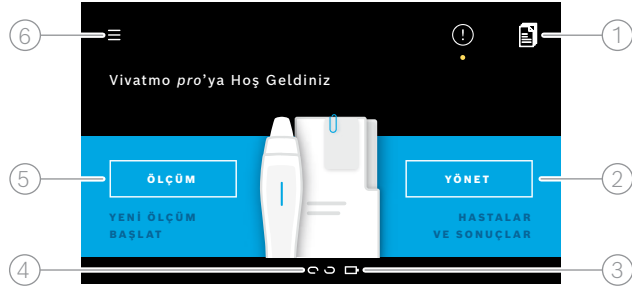 6
1
Vivatmo pro'ya Hoş Geldiniz
5
ÖLÇÜM
YÖNET
2
YENİ ÖLÇÜM
BAŞLAT
HASTALAR
VE SONUÇLAR
4
3